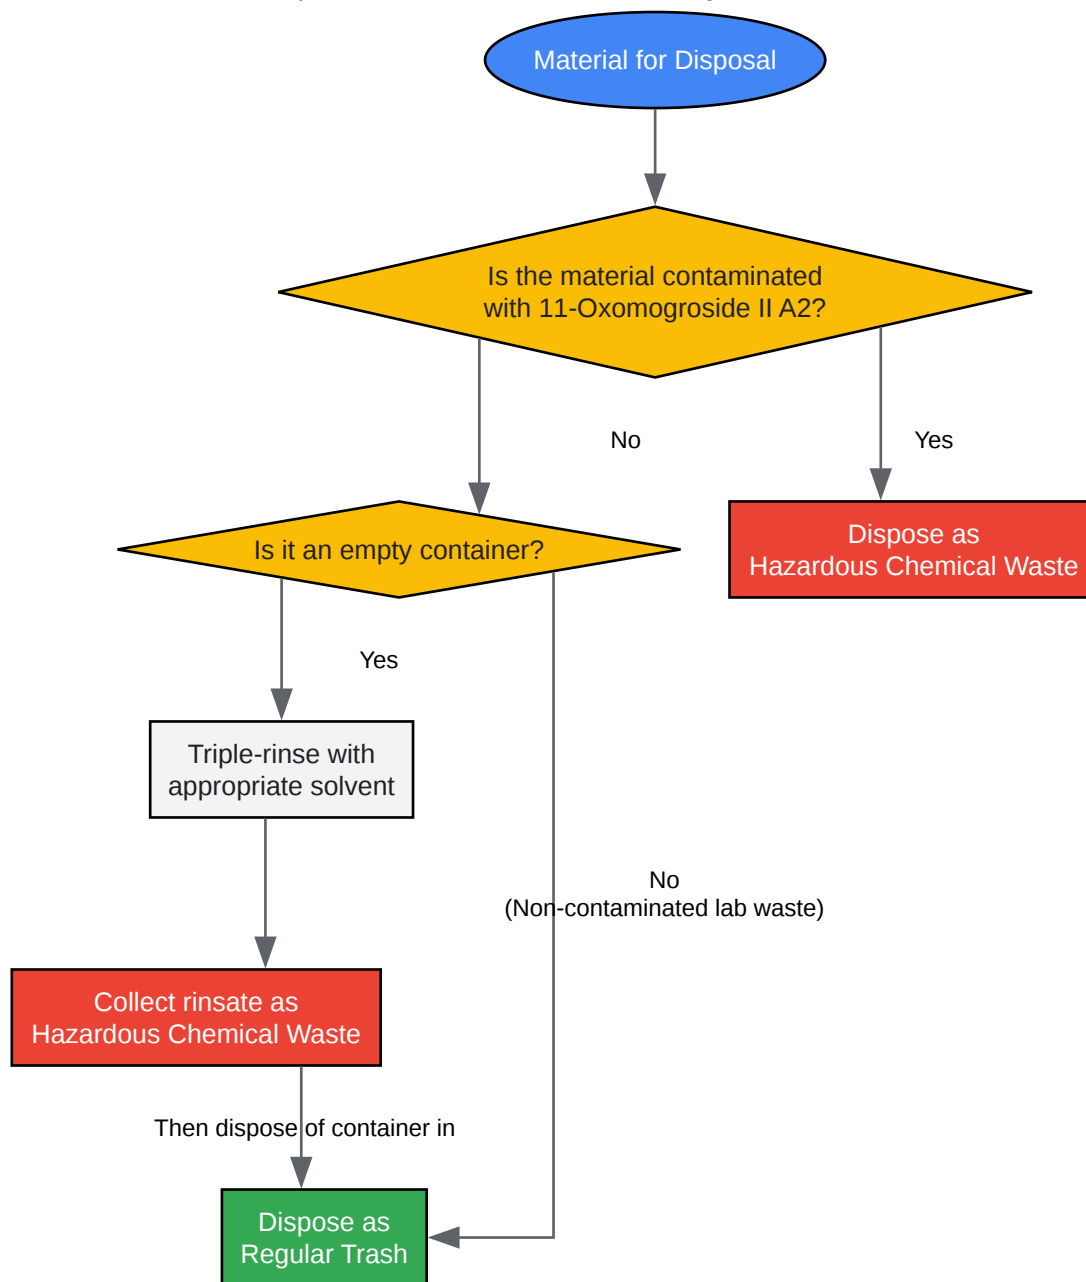 Material for Disposal
Is the material contaminated
with 11-Oxomogroside II A2?
No
Yes
Is it an empty container?
Dispose as
Hazardous Chemical Waste
Yes
Triple-rinse with
appropriate solvent
No
(Non-contaminated lab waste)
Collect rinsate as
Hazardous Chemical Waste
Then dispose of container in
Dispose as
Regular Trash